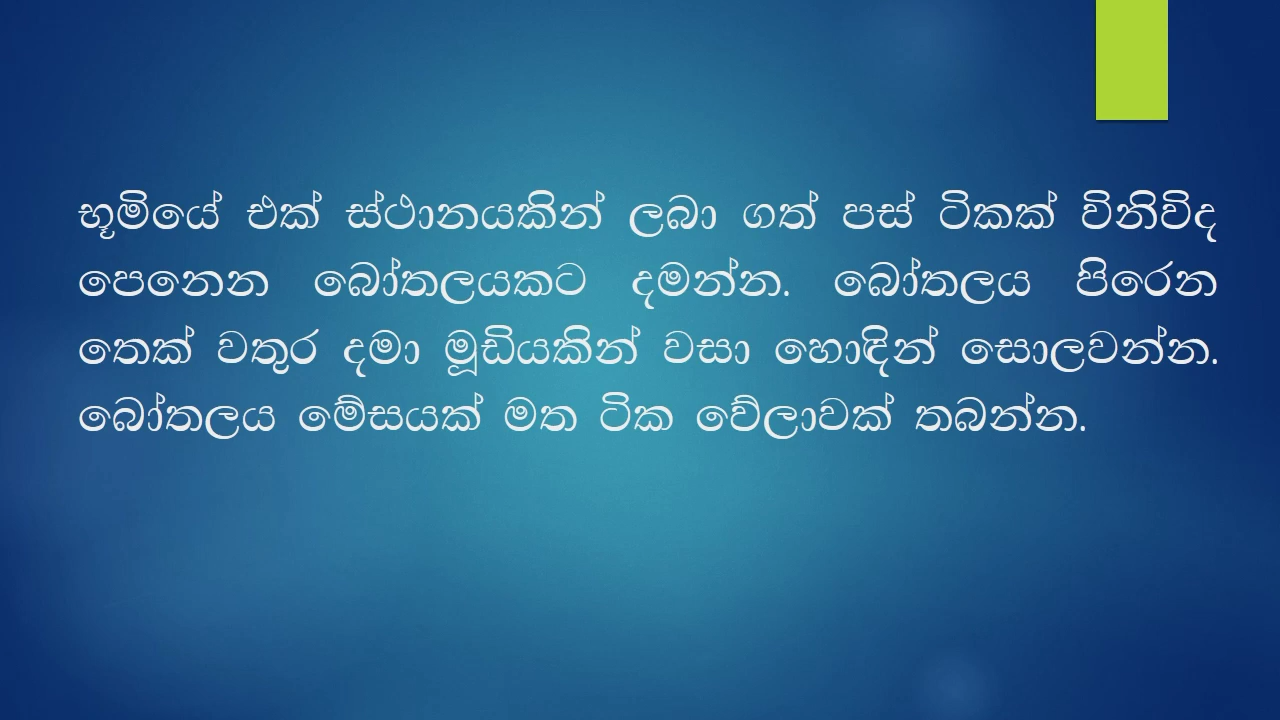 භූමියේ එක් ස්ථානයකින් ලබා ගත් පස් ටිකක් විනිවිද
පෙනෙන බෝතලයකට දමන්න. බෝතලය පිරෙන
තෙක් වතුර දමා මූඩියකින් වසා හොඳින් සොලවන්න.
බෝතලය මේසයක් මත ටික වේලාවක් තබන්න.